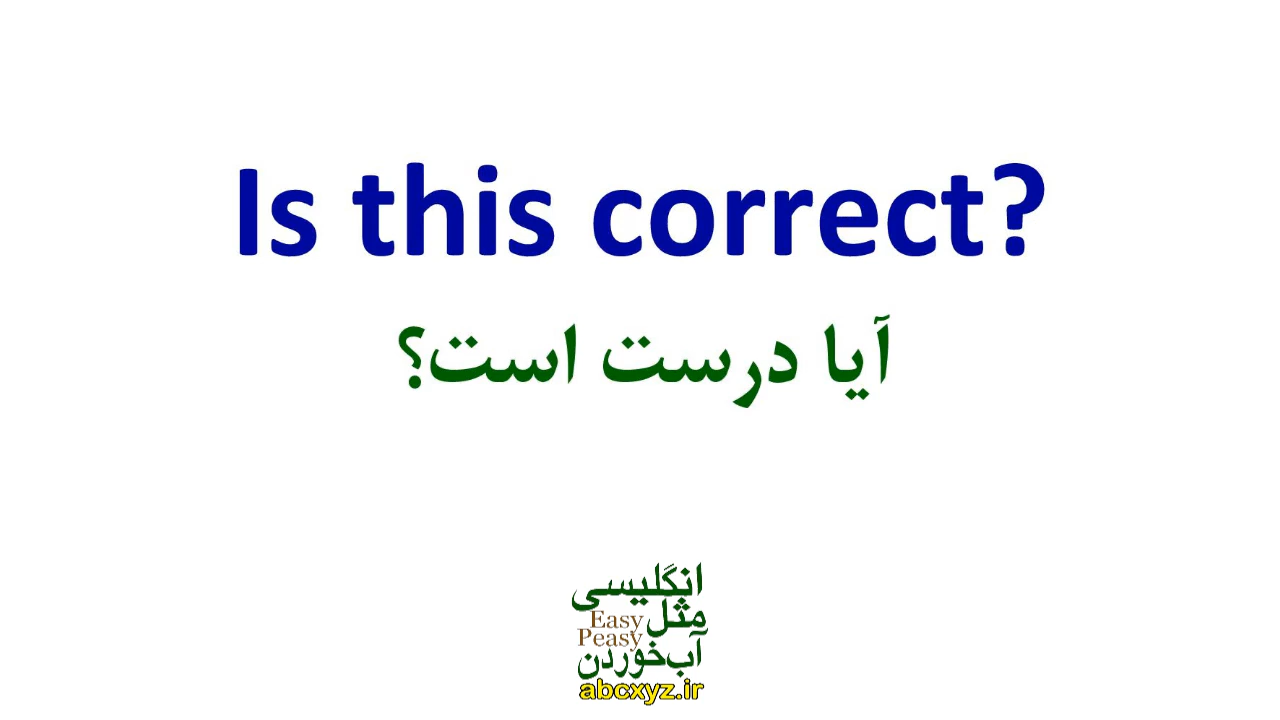 Is this correct?
آیا درست است؟
انگلیسی
مثل
Easy
Peasy
آب‌خوردن
abcxyz.ir